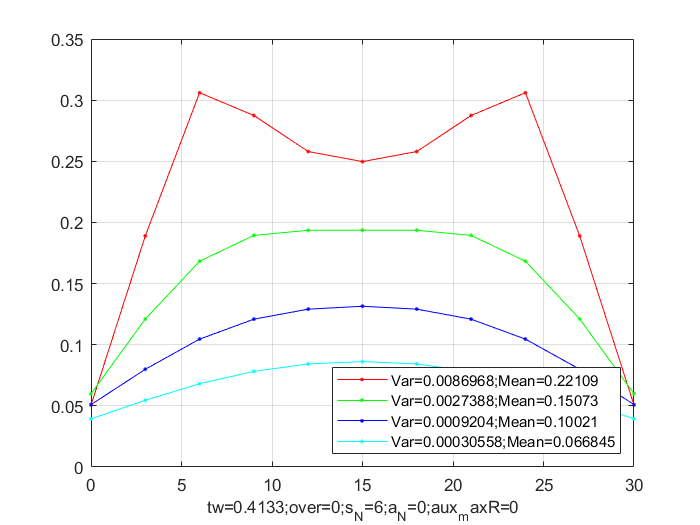 0.35
0.3
0.25
0.2
0.15
0.1
0.05
0
Var=0.0086968;Mean=0.22109
Var=0.0027388;Mean=0.15073
Var=0.0009204;Mean=0.10021
Var=0.00030558;Mean=0.066845
0 5 10 15 20 25 30
tw=0.4133;over=0;s_N=6;a_N=0;aux_maxR=0